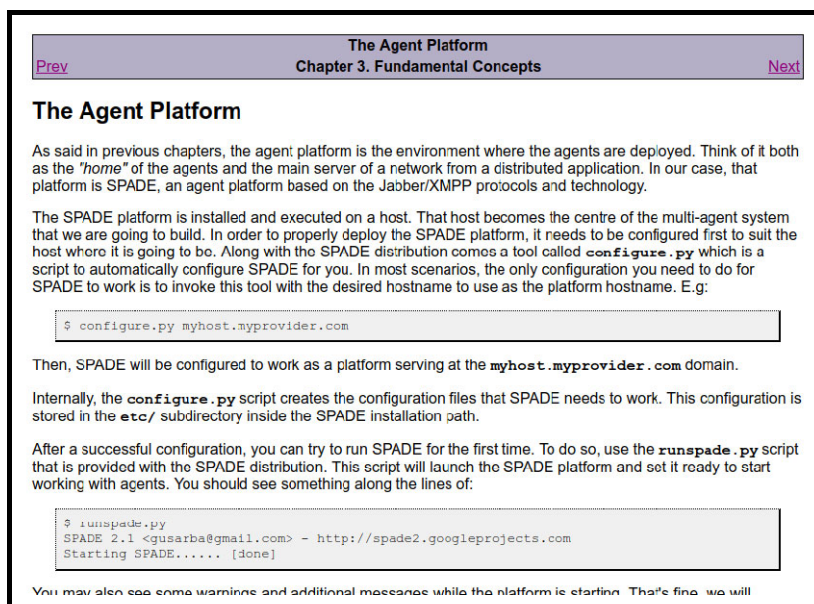 The Agent Platform
Prev Chapter 3. Fundamental Concepts Next
The Agent Platform
As said in previous chapters, the agent platform is the environment where the agents are deployed. Think of it both
as the "home" of the agents and the main server of a network from a distributed application. In our case, that
platform is SPADE, an agent platform based on the Jabber/XMPP protocols and technology.
The SPADE platform is installed and executed on a host. That host becomes the centre of the multi-agent system
that we are going to build. In order to properly deploy the SPADE platform, it needs to be configured first to suit the
host where it is going to be. Along with the SPADE distribution comes a tool called configure.py which is a
script to automatically configure SPADE for you. In most scenarios, the only configuration you need to do for
SPADE to work is to invoke this tool with the desired hostname to use as the platform hostname. E.g:
$ configure.py myhost.myprovider.com
Then, SPADE will be configured to work as a platform serving at the myhost.myprovider.com domain.
Internally, the configure.py script creates the configuration files that SPADE needs to work. This configuration is
stored in the etc/ subdirectory inside the SPADE installation path.
After a successful configuration, you can try to run SPADE for the first time. To do so, use the runspade.py script
that is provided with the SPADE distribution. This script will launch the SPADE platform and set it ready to start
working with agents. You should see something along the lines of:
$ runspade.py
SPADE 2.1 <gusarba@gmail.com> - http://spade2.googleprojects.com
Starting SPADE...... [done]
You may also see some warnings and additional messages while the platform is starting. That's fine, we will